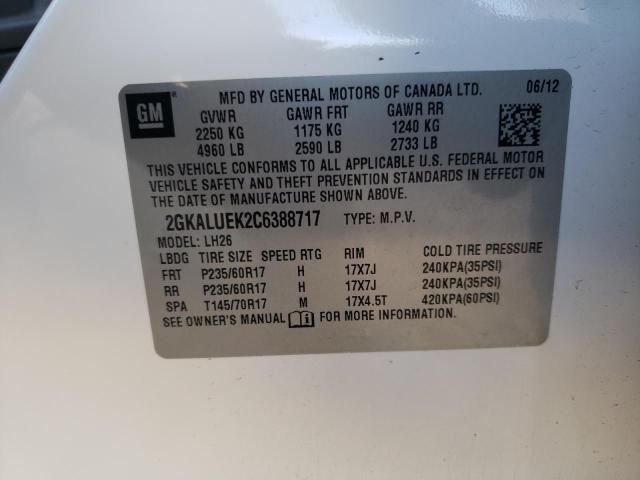 GM
MFD BY GENERAL MOTORS OF CANADA LTD. 06/12
GVWR GAWR FRT GAWR RR
2250 KG 1175 KG 1240 KG
4960 LB 2590 LB 2733 LB
THIS VEHICLE CONFORMS TO ALL APPLICABLE U.S. FEDERAL MOTOR
VEHICLE SAFETY AND THEFT PREVENTION STANDARDS IN EFFECT ON
THE DATE OF MANUFACTURE SHOWN ABOVE.
2GKALUEK2C6388717 TYPE: M.P.V.
MODEL: LH26
LBDG TIRE SIZE SPEED RTG RIM COLD TIRE PRESSURE
FRT P235/60R17 H 17X7J 240KPA(35PSI)
RR P235/60R17 H 17X7J 240KPA(35PSI)
SPA T145/70R17 M 17X4.5T 420KPA(60PSI)
SEE OWNER'S MANUAL FOR MORE INFORMATION.